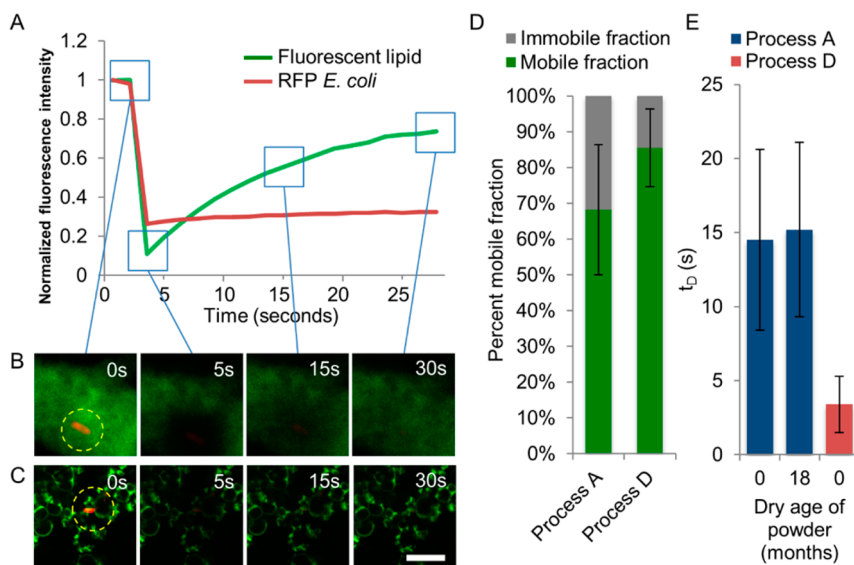 A
Normalized fluorescence intensity
1.2
1
0.8
0.6
0.4
0.2
0
Fluorescent lipid
RFP E. coli
0 5 10 15 20 25
Time (seconds)
B
0s 5s 15s 30s
C
0s 5s 15s 30s
D
Immobile fraction
Mobile fraction
Percent mobile fraction
100%
90%
80%
70%
60%
50%
40%
30%
20%
10%
0%
Process A Process D
E
Process A
Process D
tD (s)
25
20
15
10
5
0
0 18 0
Dry age of
powder
(months)